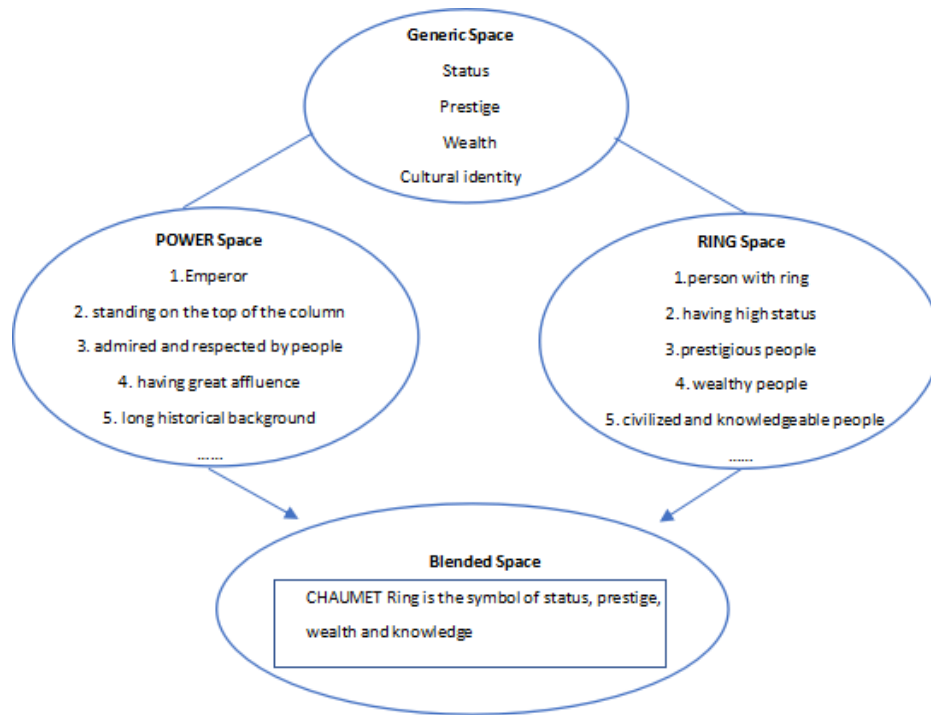 Generic Space
Status
Prestige
Wealth
Cultural identity
POWER Space
1.Emperor
2. standing on the top of the column
3. admired and respected by people
4. having great affluence
5. long historical background
......
RING Space
1.person with ring
2. having high status
3.prestigious people
4. wealthy people
5. civilized and knowledgeable people
......
Blended Space
CHAUMET Ring is the symbol of status, prestige,
wealth and knowledge